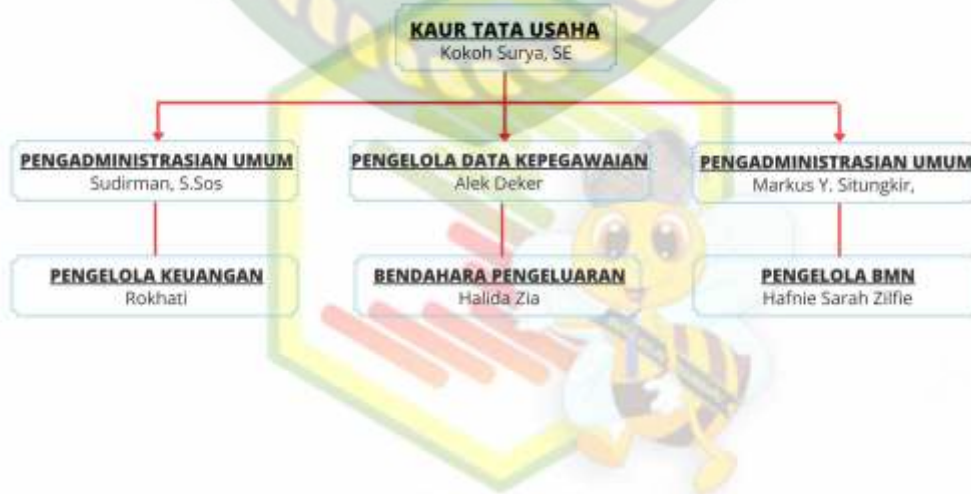 KAUR TATA USAHA
Kokoh Surya, SE
PENGADMINISTRASIAN UMUM
Sudirman, S.Sos
PENGELOLA DATA KEPEGAWAIAN
Alek Deker
PENGADMINISTRASIAN UMUM
Markus Y. Situngkir,
PENGELOLA KEUANGAN
Rokhati
BENDAHARA PENGELUARAN
Halida Zia
PENGELOLA BMN
Hafnie Sarah Zilfie